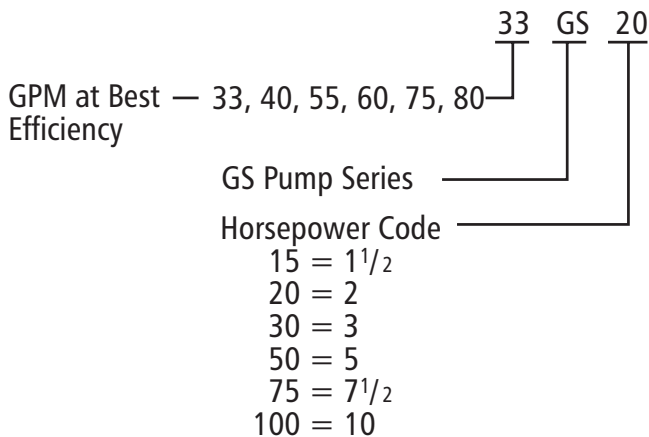 33 GS 20
GPM at Best — 33, 40, 55, 60, 75, 80
Efficiency
GS Pump Series
Horsepower Code
15 = 1 1/2
20 = 2
30 = 3
50 = 5
75 = 7 1/2
100 = 10